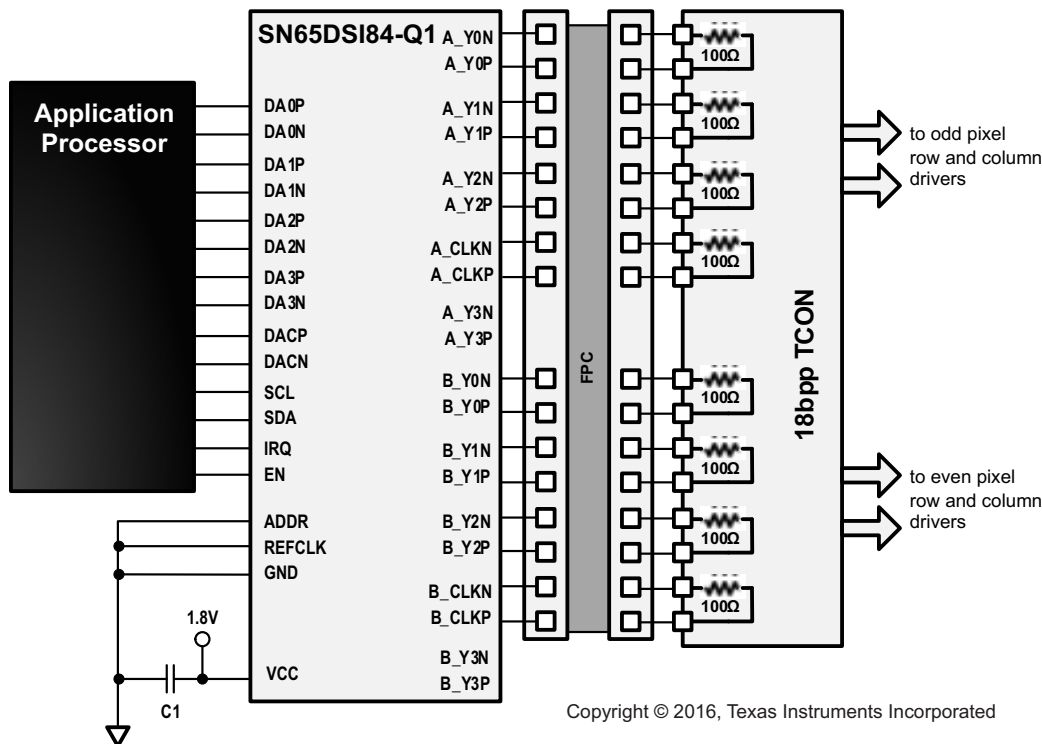 Application
Processor
SN65DSI84-Q1
DA0P
DA0N
DA1P
DA1N
DA2P
DA2N
DA3P
DA3N
DACP
DACN
SCL
SDA
IRQ
EN
ADDR
REFCLK
GND
VCC
1.8V
C1
A_Y0N
A_Y0P
A_Y1N
A_Y1P
A_Y2N
A_Y2P
A_CLKN
A_CLKP
A_Y3N
A_Y3P
B_Y0N
B_Y0P
B_Y1N
B_Y1P
B_Y2N
B_Y2P
B_CLKN
B_CLKP
B_Y3N
B_Y3P
FPC
100Ω
100Ω
100Ω
100Ω
100Ω
100Ω
100Ω
100Ω
18bpp TCON
to odd pixel
row and column
drivers
to even pixel
row and column
drivers
Copyright © 2016, Texas Instruments Incorporated